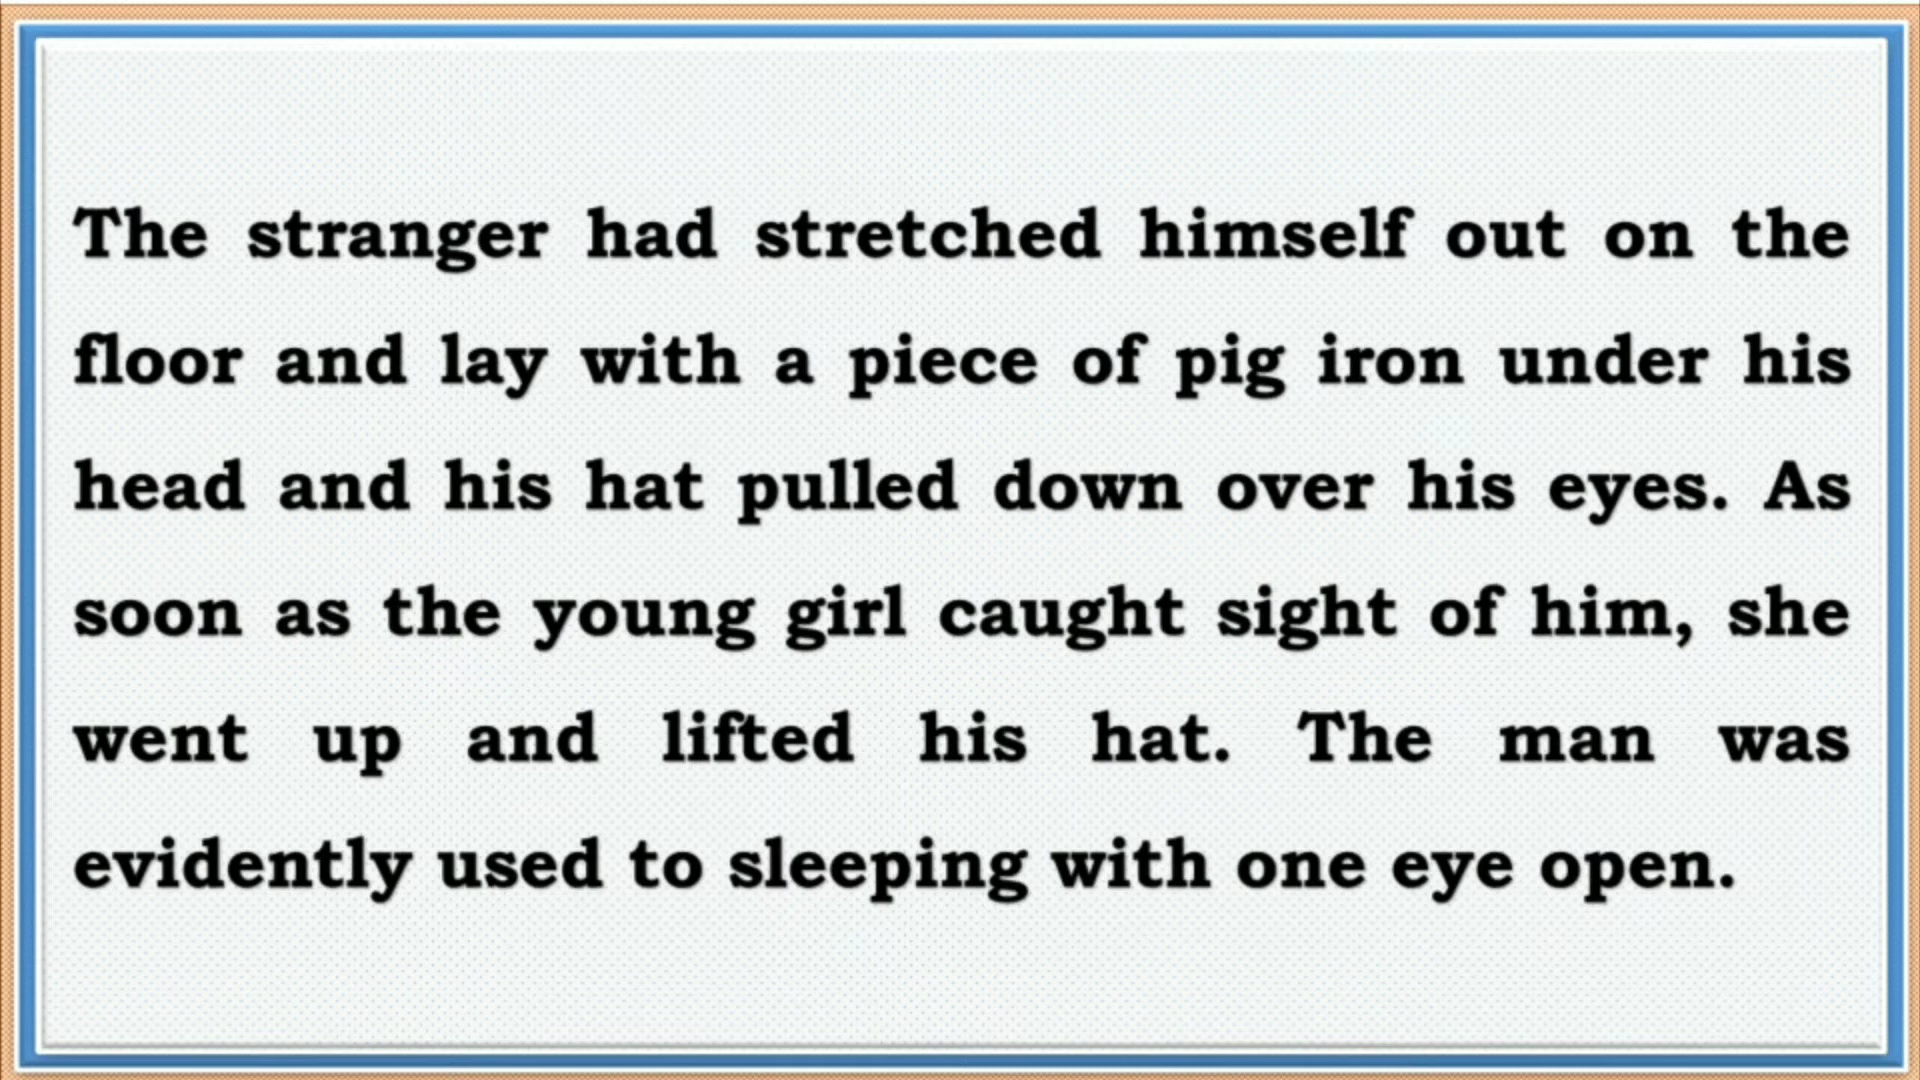 The stranger had stretched himself out on the
floor and lay with a piece of pig iron under his
head and his hat pulled down over his eyes. As
soon as the young girl caught sight of him, she
went up and lifted his hat. The man was
evidently used to sleeping with one eye open.